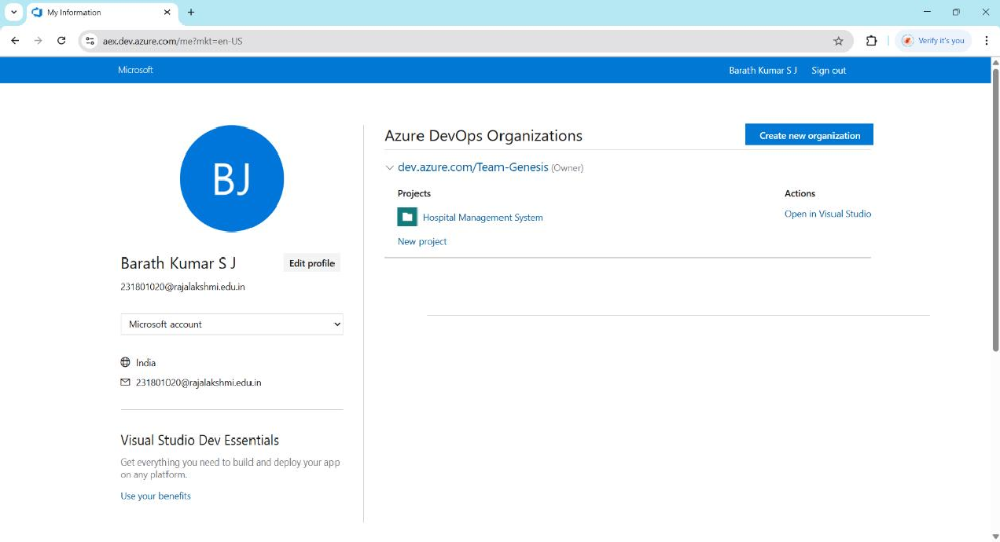 My Information
aex.dev.azure.com/me?mkt=en-US
Verify it's you
Microsoft
Barath Kumar S J
Sign out
BJ
Barath Kumar S J
Edit profile
231801020@rajalakshmi.edu.in
Microsoft account
India
231801020@rajalakshmi.edu.in
Visual Studio Dev Essentials
Get everything you need to build and deploy your app
on any platform.
Use your benefits
Azure DevOps Organizations
Create new organization
dev.azure.com/Team-Genesis (Owner)
Projects
Actions
Hospital Management System
Open in Visual Studio
New project